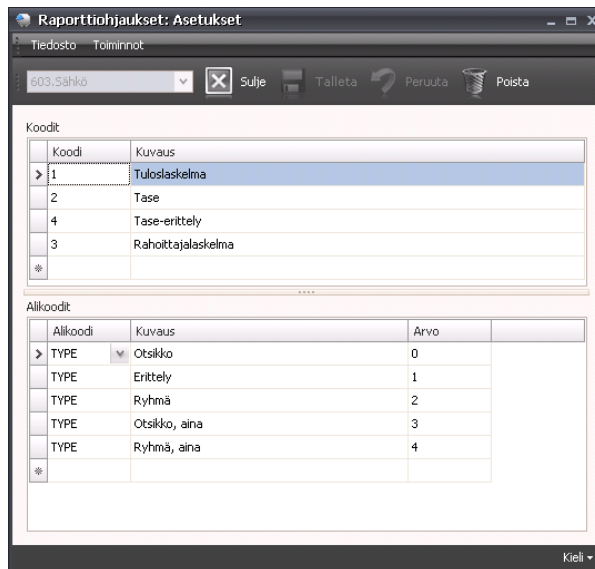 Raporttiohjaukset: Asetukset
Tiedosto Toiminnot
603.Sähkö Sulje Talleta Peruuta Poista
Koodit
Koodi Kuvaus
1 Tuloslaskelma
2 Tase
4 Tase-erittely
3 Rahoittajalaskelma
Alikoodit
Alikoodi Kuvaus Arvo
TYPE Otsikko 0
TYPE Erittely 1
TYPE Ryhmä 2
TYPE Otsikko, aina 3
TYPE Ryhmä, aina 4
Kieli